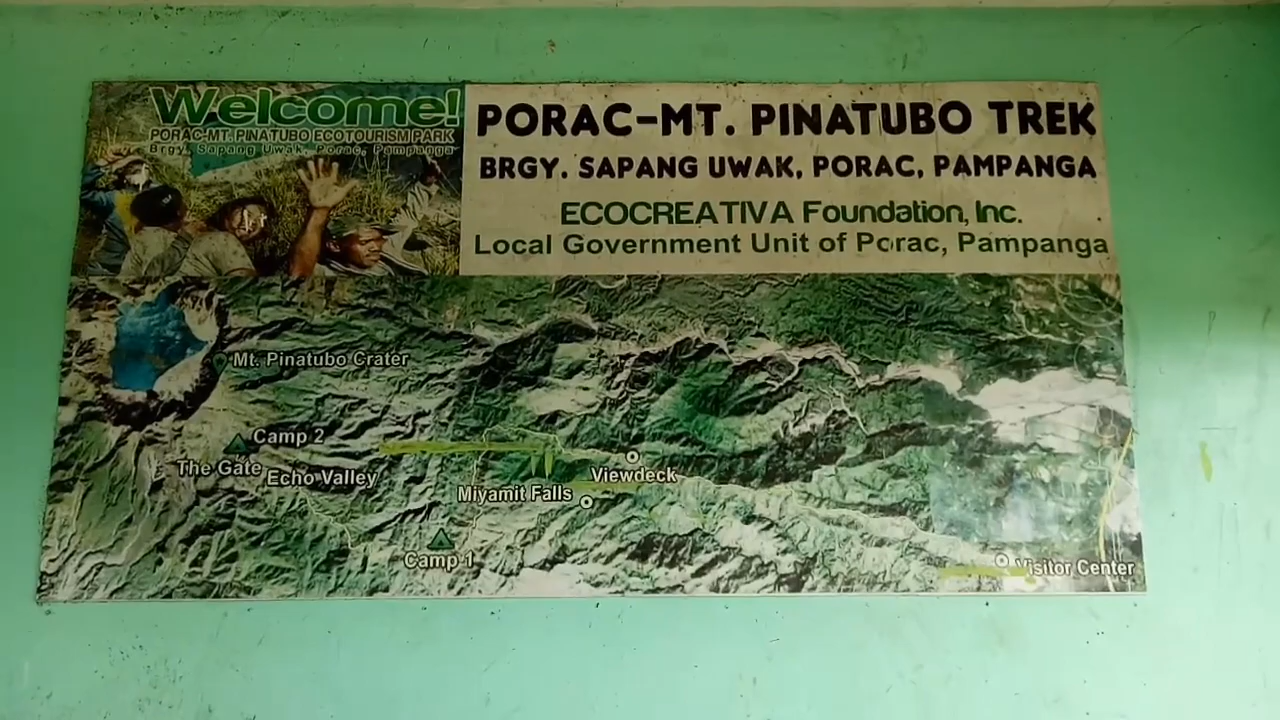 Welcome!
PORAC-MT. PINATUBO ECOTOURISM PARK
Brgy. Sapang Uwak, Porac, Pampanga
PORAC-MT. PINATUBO TREK
BRGY. SAPANG UWAK, PORAC, PAMPANGA
ECOCREATIVA Foundation, Inc.
Local Government Unit of Porac, Pampanga
Mt. Pinatubo Crater
Camp 2
The Gate
Echo Valley
Viewdeck
Miyamit Falls
Camp 1
Visitor Center